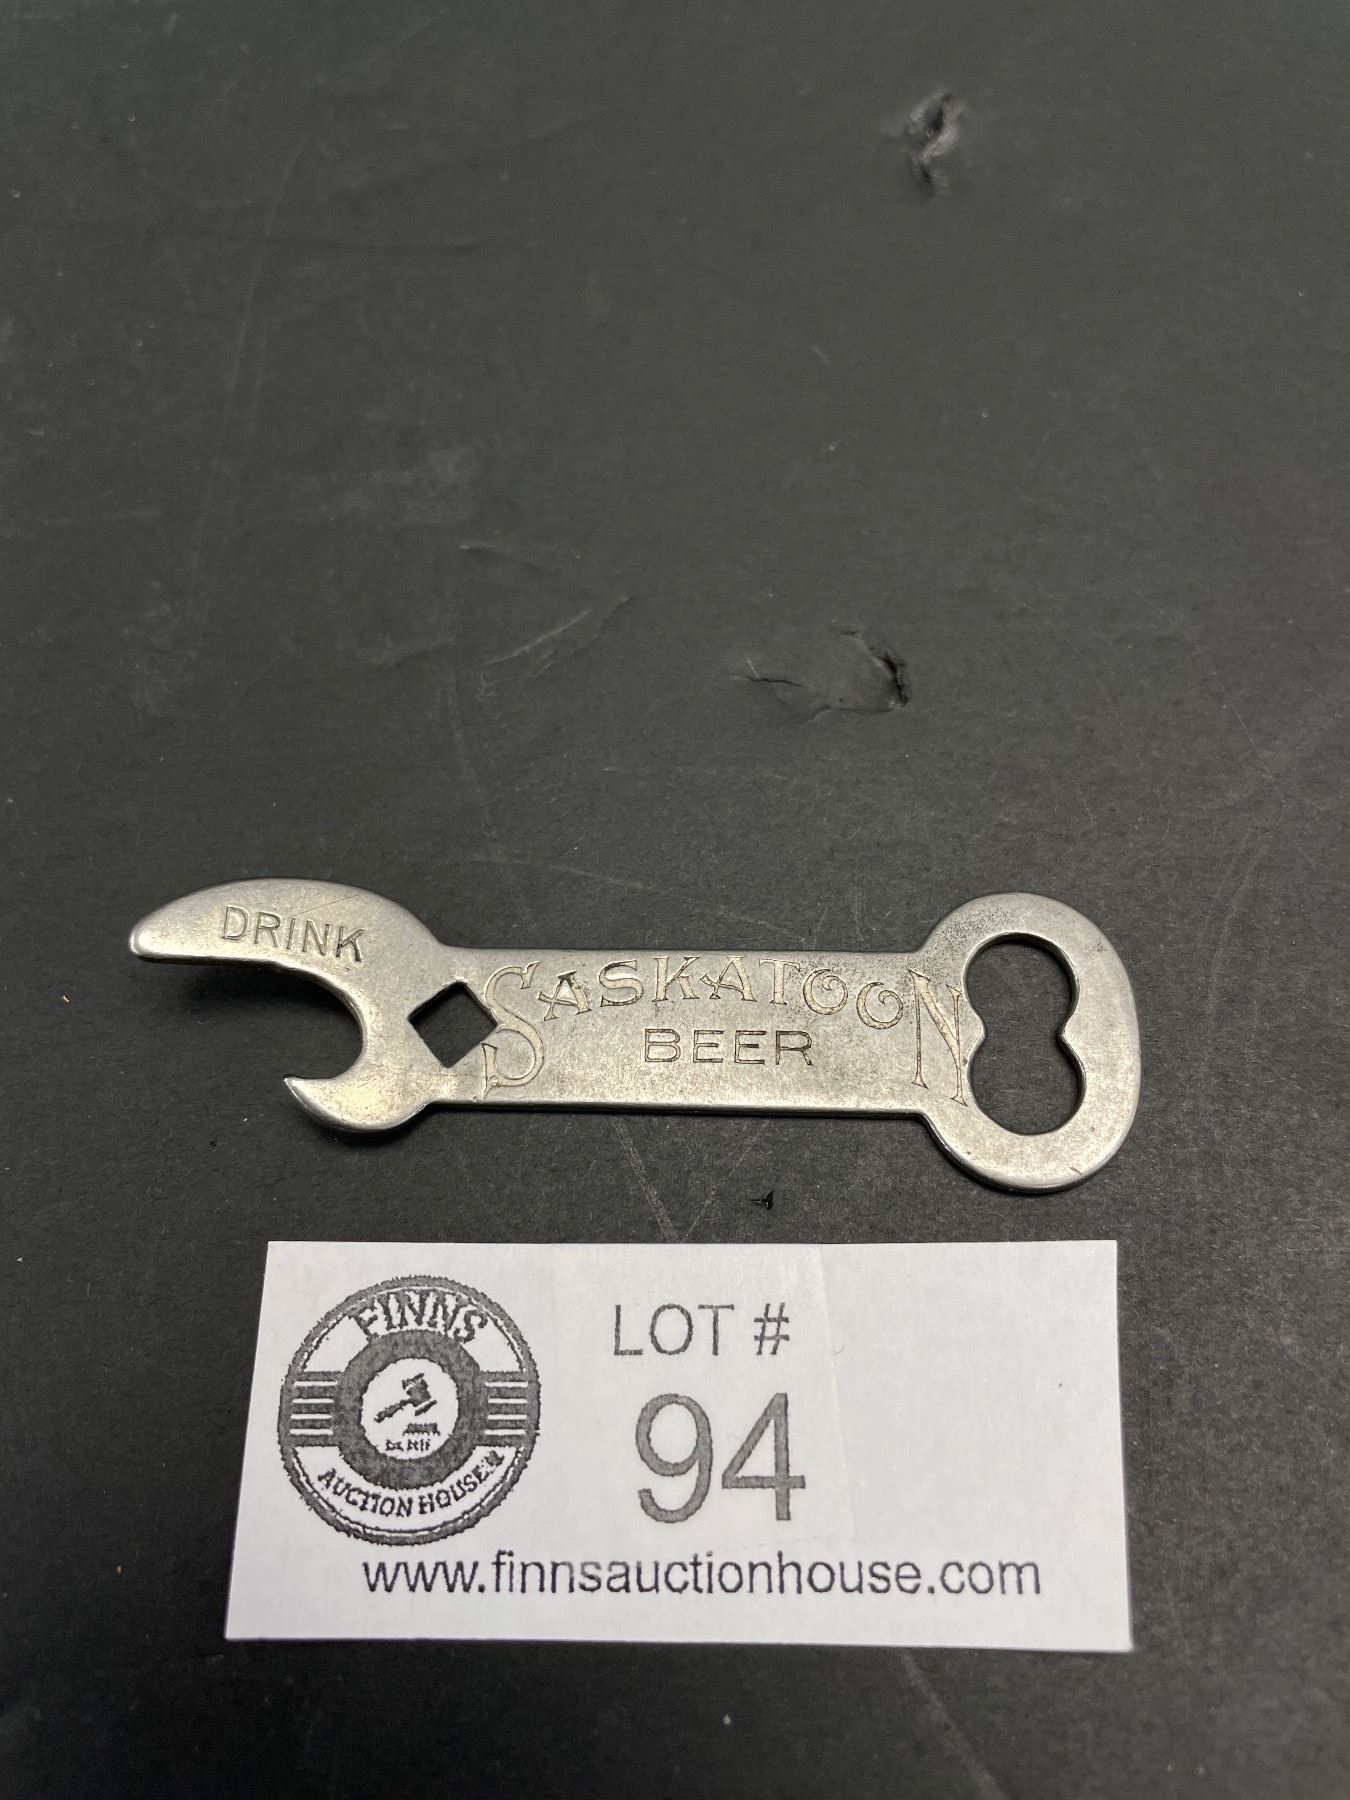 DRINK
SASKATOON
BEER
FINNS
AUCTION HOUSE
LOT #
94
www.finnsauctionhouse.com